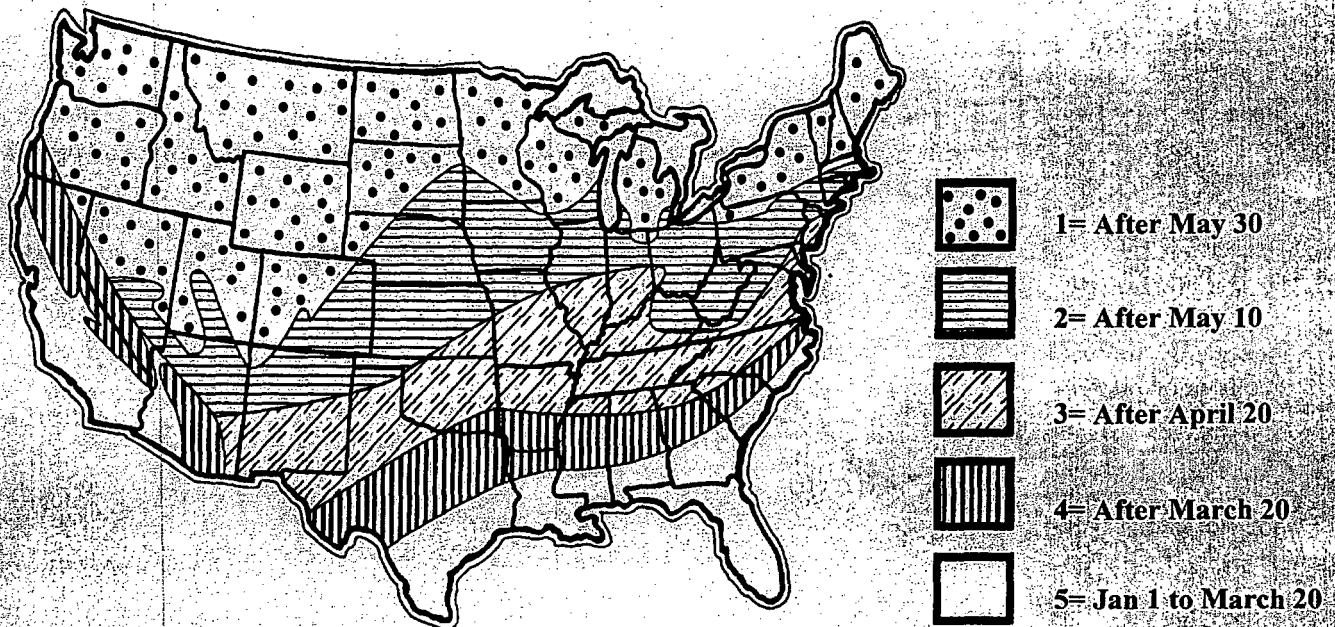 1= After May 30
2= After May 10
3= After April 20
4= After March 20
5= Jan 1 to March 20